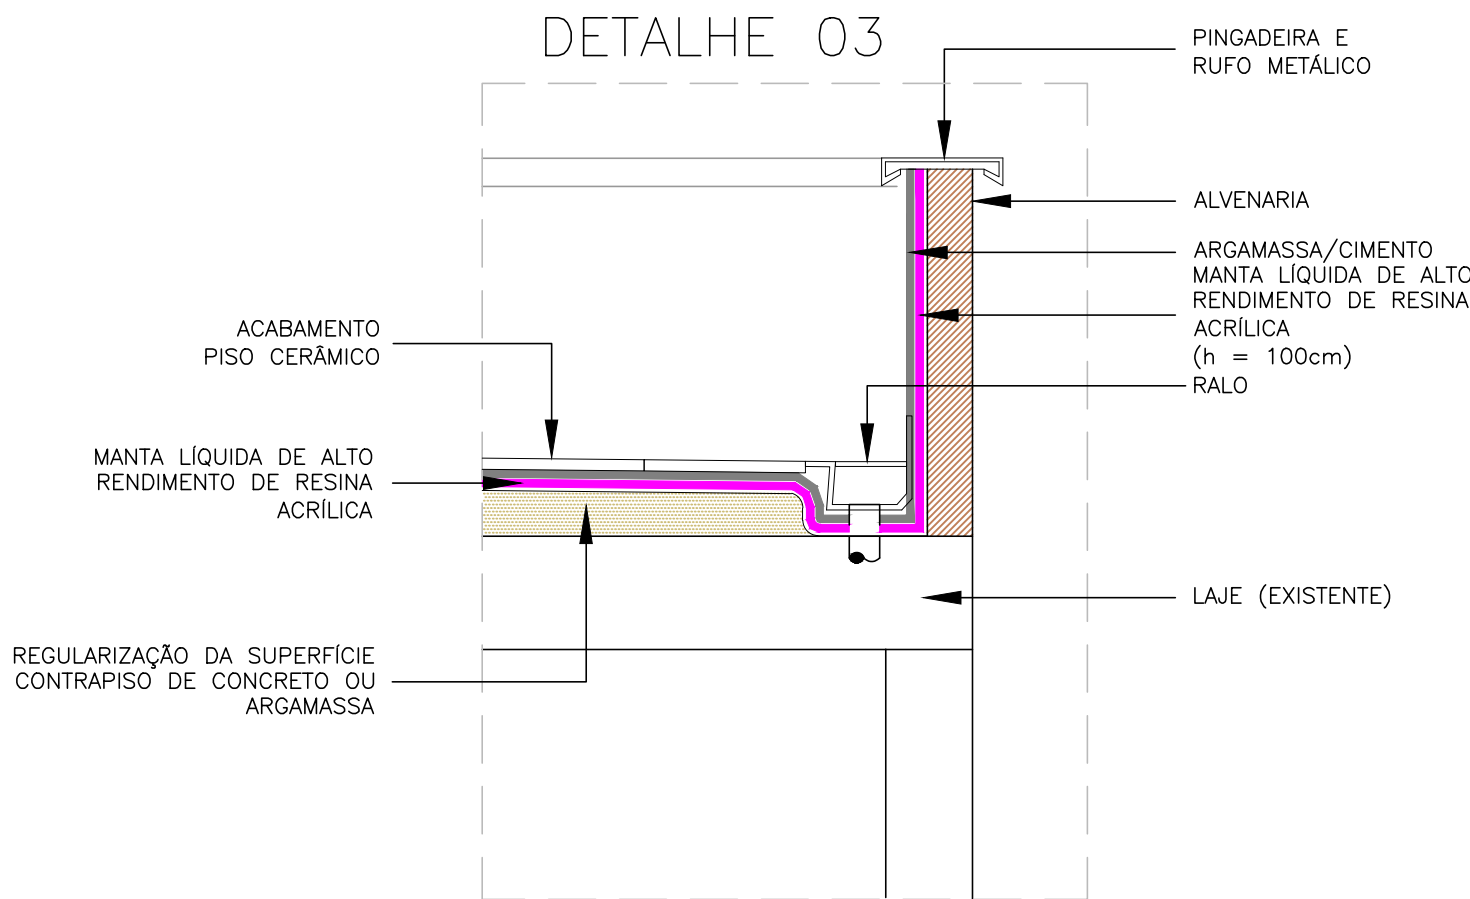 DETALHE 03
PINGADEIRA E
RUFO METÁLICO
ALVENARIA
ARGAMASSA/CIMENTO
MANTA LÍQUIDA DE ALTO
RENDIMENTO DE RESINA
ACRÍLICA
(h = 100cm)
RALO
LAJE (EXISTENTE)
ACABAMENTO
PISO CERÂMICO
MANTA LÍQUIDA DE ALTO
RENDIMENTO DE RESINA
ACRÍLICA
REGULARIZAÇÃO DA SUPERFÍCIE
CONTRAPISO DE CONCRETO OU
ARGAMASSA